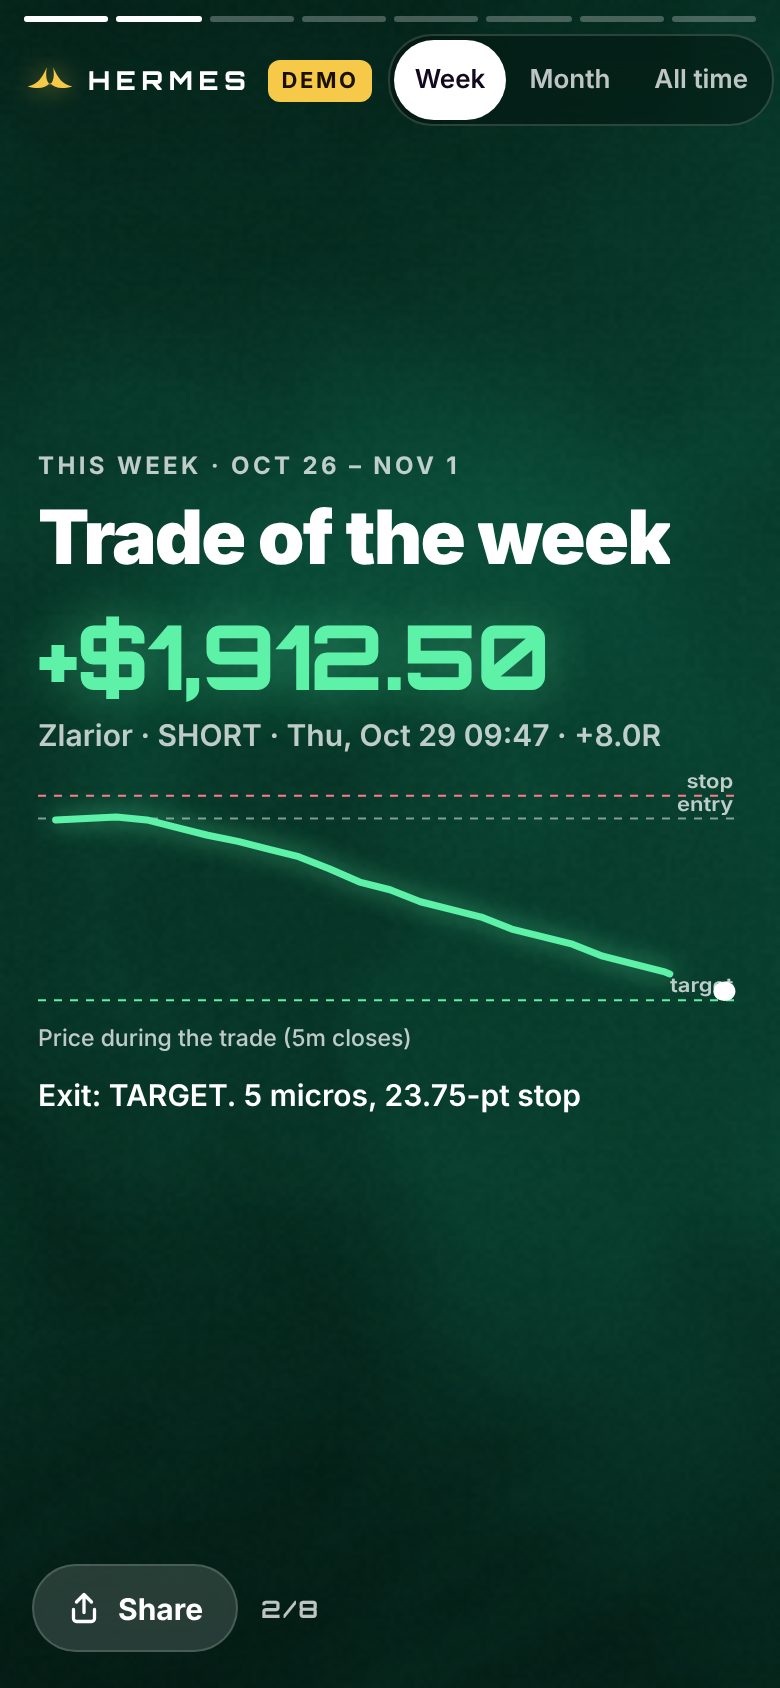 HERMES DEMO Week Month All time
THIS WEEK · OCT 26 – NOV 1
Trade of the week
+$1,912.50
Zlarior · SHORT · Thu, Oct 29 09:47 · +8.0R
stop
entry
target
Price during the trade (5m closes)
Exit: TARGET. 5 micros, 23.75-pt stop
Share 2/8